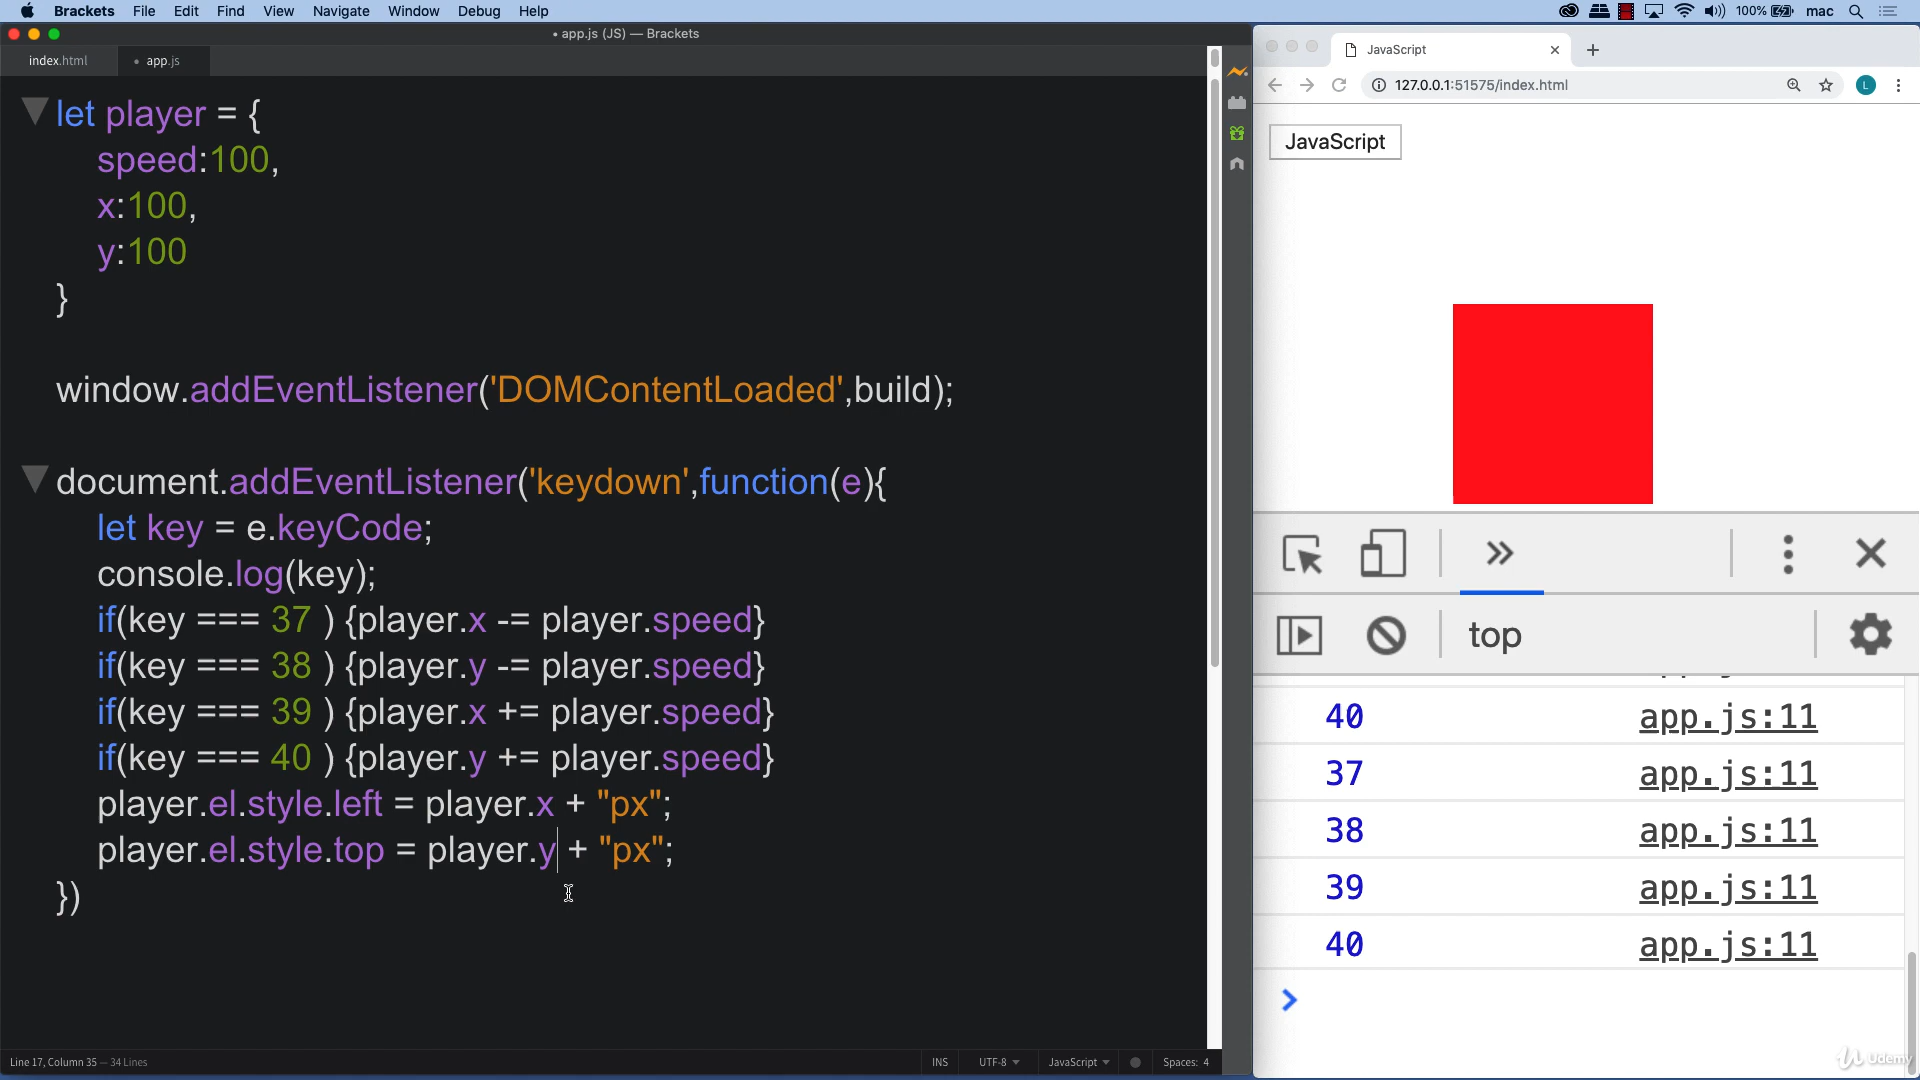 Brackets File Edit Find View Navigate Window Debug Help 100% mac
• app.js (JS) — Brackets
index.html • app.js
let player = {
speed:100,
x:100,
y:100
}
window.addEventListener('DOMContentLoaded',build);
document.addEventListener('keydown',function(e){
let key = e.keyCode;
console.log(key);
if(key === 37 ) {player.x -= player.speed}
if(key === 38 ) {player.y -= player.speed}
if(key === 39 ) {player.x += player.speed}
if(key === 40 ) {player.y += player.speed}
player.el.style.left = player.x + "px";
player.el.style.top = player.y + "px";
})
Line 17, Column 35 — 34 Lines
INS UTF-8 JavaScript Spaces: 4
JavaScript
127.0.0.1:51575/index.html
L
JavaScript
top
40 app.js:11
37 app.js:11
38 app.js:11
39 app.js:11
40 app.js:11
Udemy